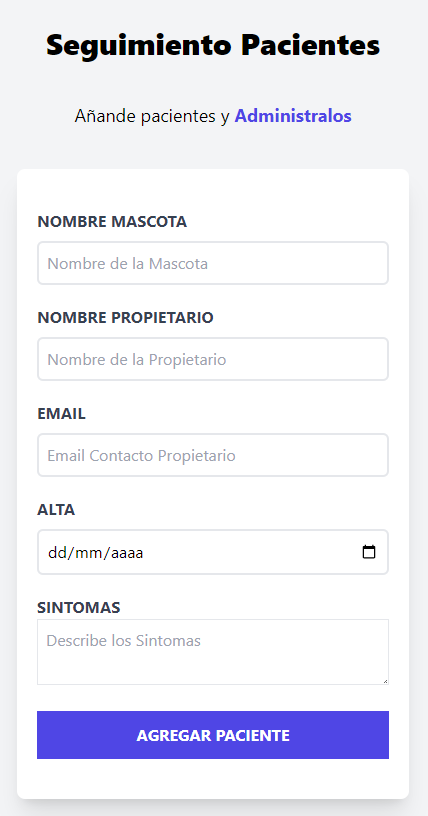 Seguimiento Pacientes
Añande pacientes y Administralos
NOMBRE MASCOTA
Nombre de la Mascota
NOMBRE PROPIETARIO
Nombre de la Propietario
EMAIL
Email Contacto Propietario
ALTA
dd/mm/aaaa
SINTOMAS
Describe los Sintomas
AGREGAR PACIENTE